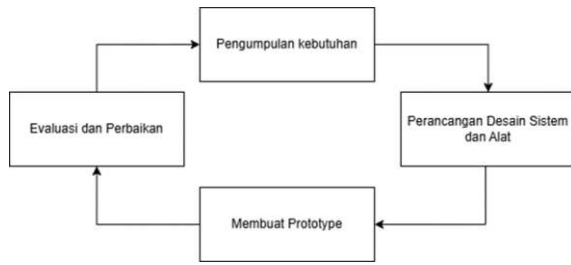 Pengumpulan kebutuhan
Evaluasi dan Perbaikan
Perancangan Desain Sistem
dan Alat
Membuat Prototype